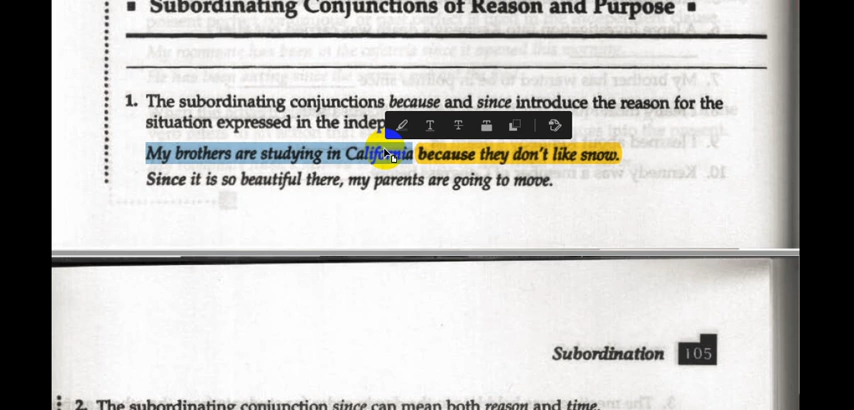 ▪ Subordinating Conjunctions of Reason and Purpose ▪
1. The subordinating conjunctions because and since introduce the reason for the
situation expressed in the
My brothers are studying in California because they don't like snow.
Since it is so beautiful there, my parents are going to move.
Subordination 105
2. The subordinating conjunction since can mean both reason and time.